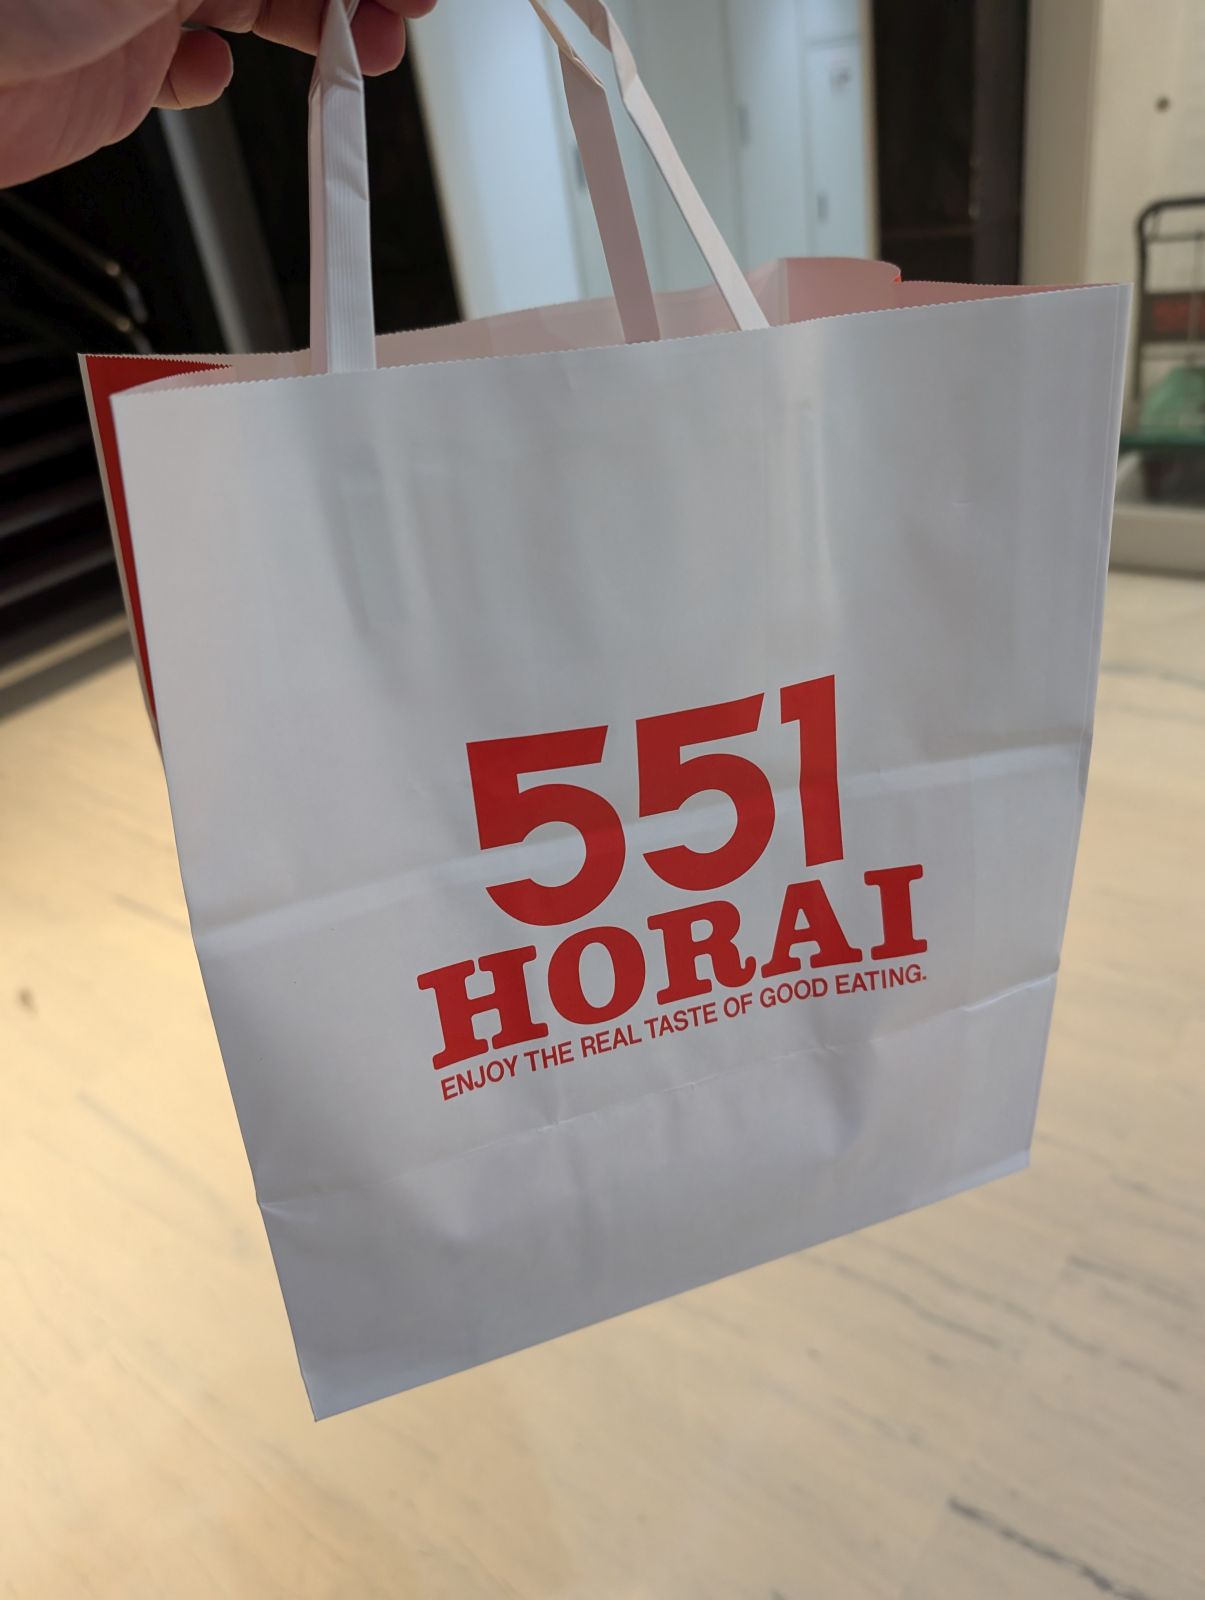 551
HORAI
ENJOY THE REAL TASTE OF GOOD EATING.